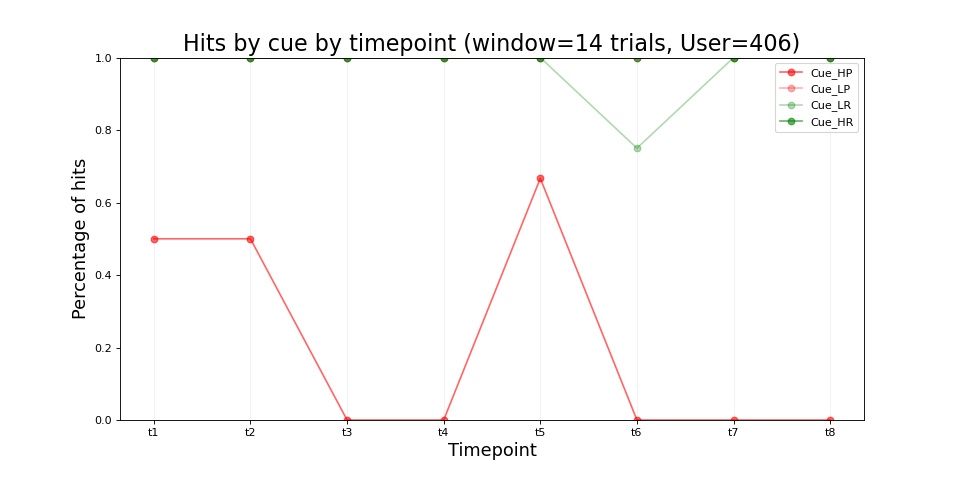 Hits by cue by timepoint (window=14 trials, User=406)
Percentage of hits
1.0
0.8
0.6
0.4
0.2
0.0
Cue_HP
Cue_LP
Cue_LR
Cue_HR
t1 t2 t3 t4 t5 t6 t7 t8
Timepoint